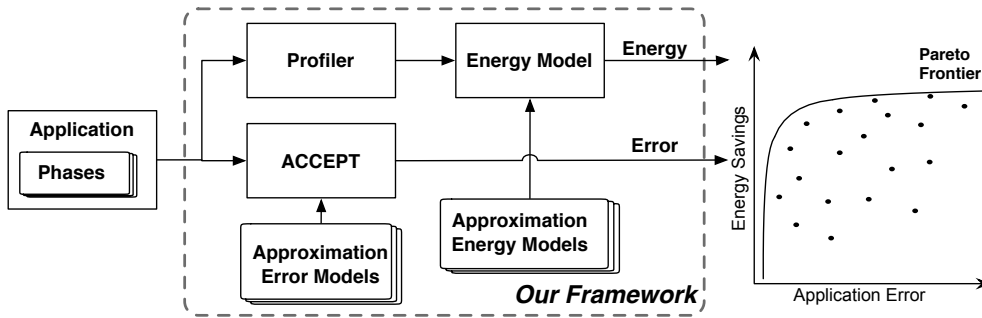 Application
Phases
Profiler
Energy Model
Energy
ACCEPT
Error
Approximation
Error Models
Approximation
Energy Models
Our Framework
Pareto
Frontier
Energy Savings
Application Error